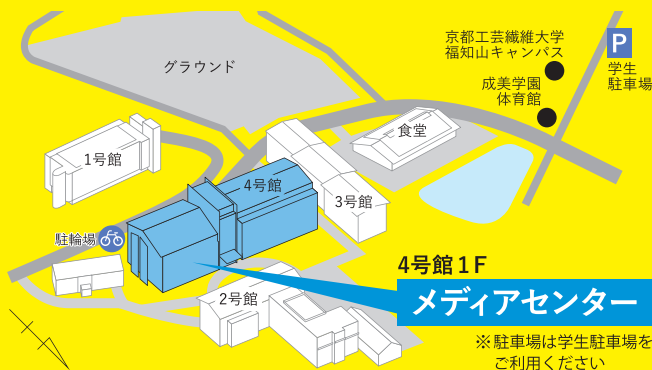 京都工芸繊維大学
福知山キャンパス
P
学生
駐車場
成美学園
体育館
グラウンド
食堂
1号館
4号館
3号館
駐輪場
2号館
4号館1F
メディアセンター
※駐車場は学生駐車場を
ご利用ください